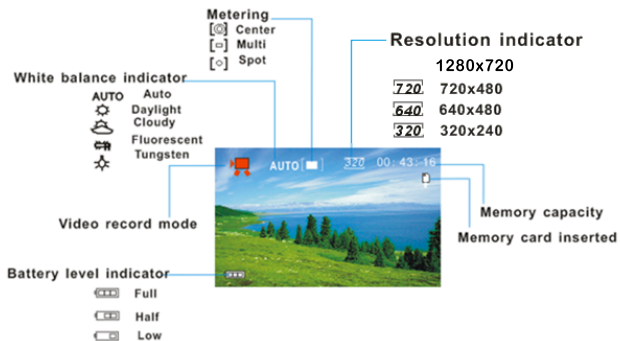 Metering
Center
Multi
Spot
Resolution indicator
1280x720
720 720x480
640 640x480
320 320x240
White balance indicator
AUTO Auto
Daylight
Cloudy
Fluorescent
Tungsten
AUTO 320 00:43:16
Video record mode
Memory capacity
Memory card inserted
Battery level indicator
Full
Half
Low